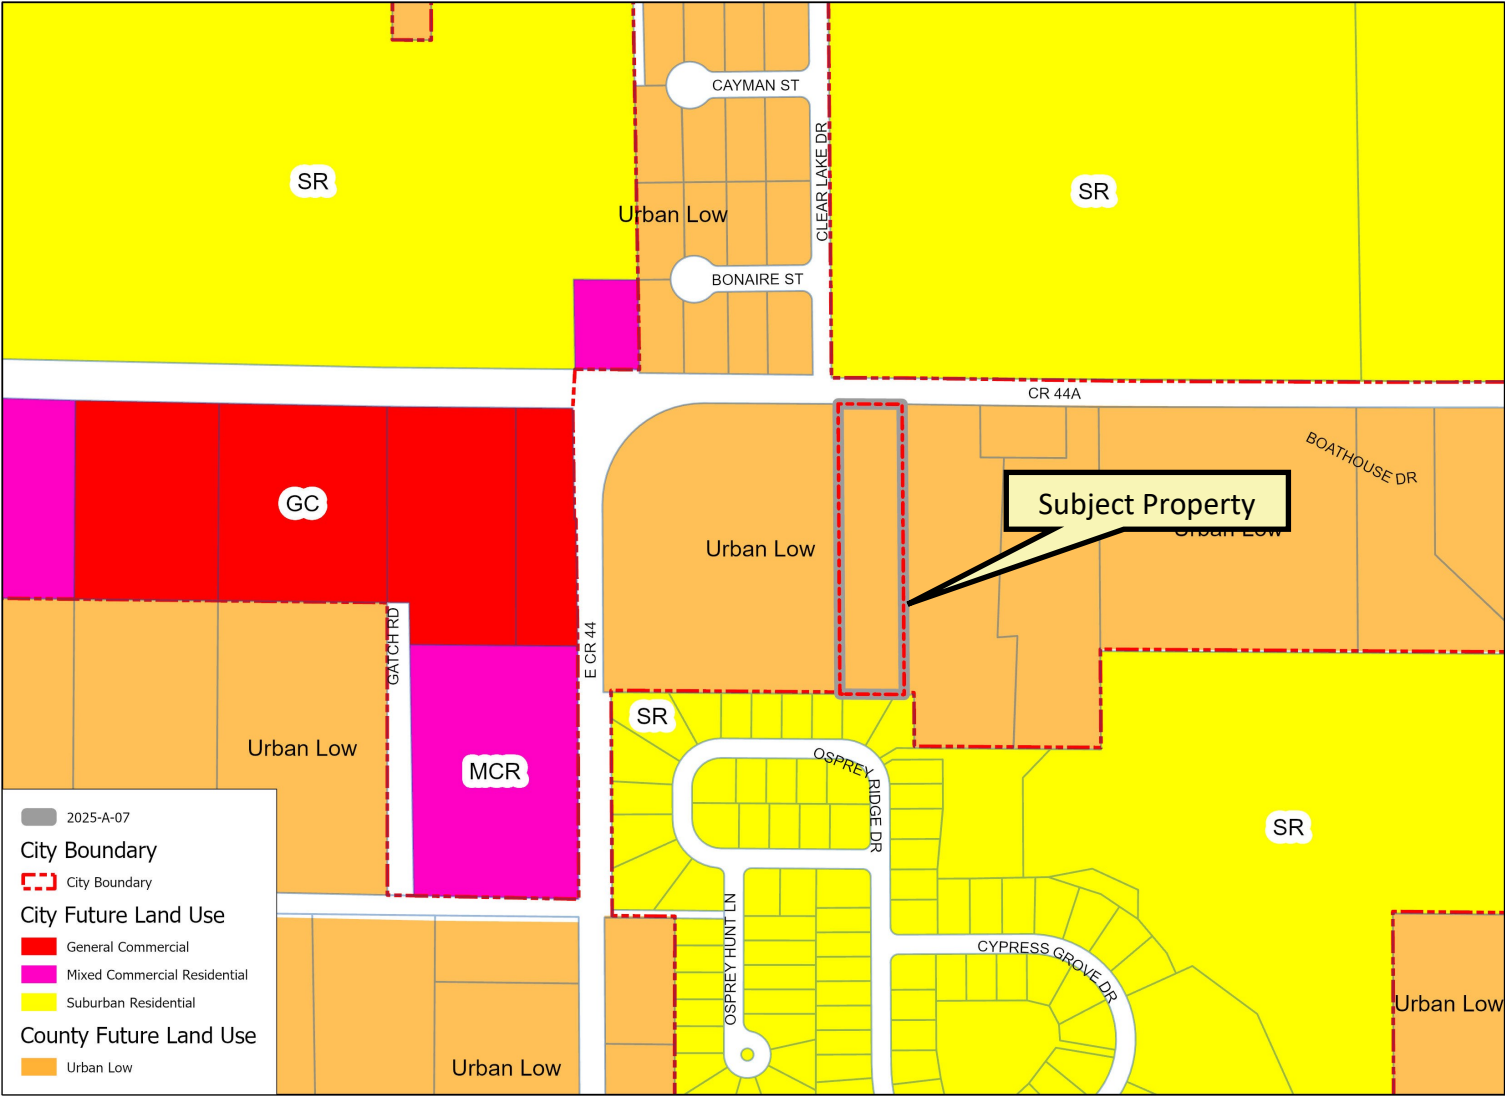 CAYMAN ST
CLEAR LAKE DR
SR
SR
Urban Low
BONAIRE ST
CR 44A
BOATHOUSE DR
GC
Subject Property
Urban Low
Urban Low
GATCH RD
E CR 44
SR
Urban Low
MCR
OSPREY RIDGE DR
SR
2025-A-07
City Boundary
City Boundary
City Future Land Use
General Commercial
Mixed Commercial Residential
Suburban Residential
County Future Land Use
Urban Low
OSPREY HUNT LN
CYPRESS GROVE DR
Urban Low
Urban Low